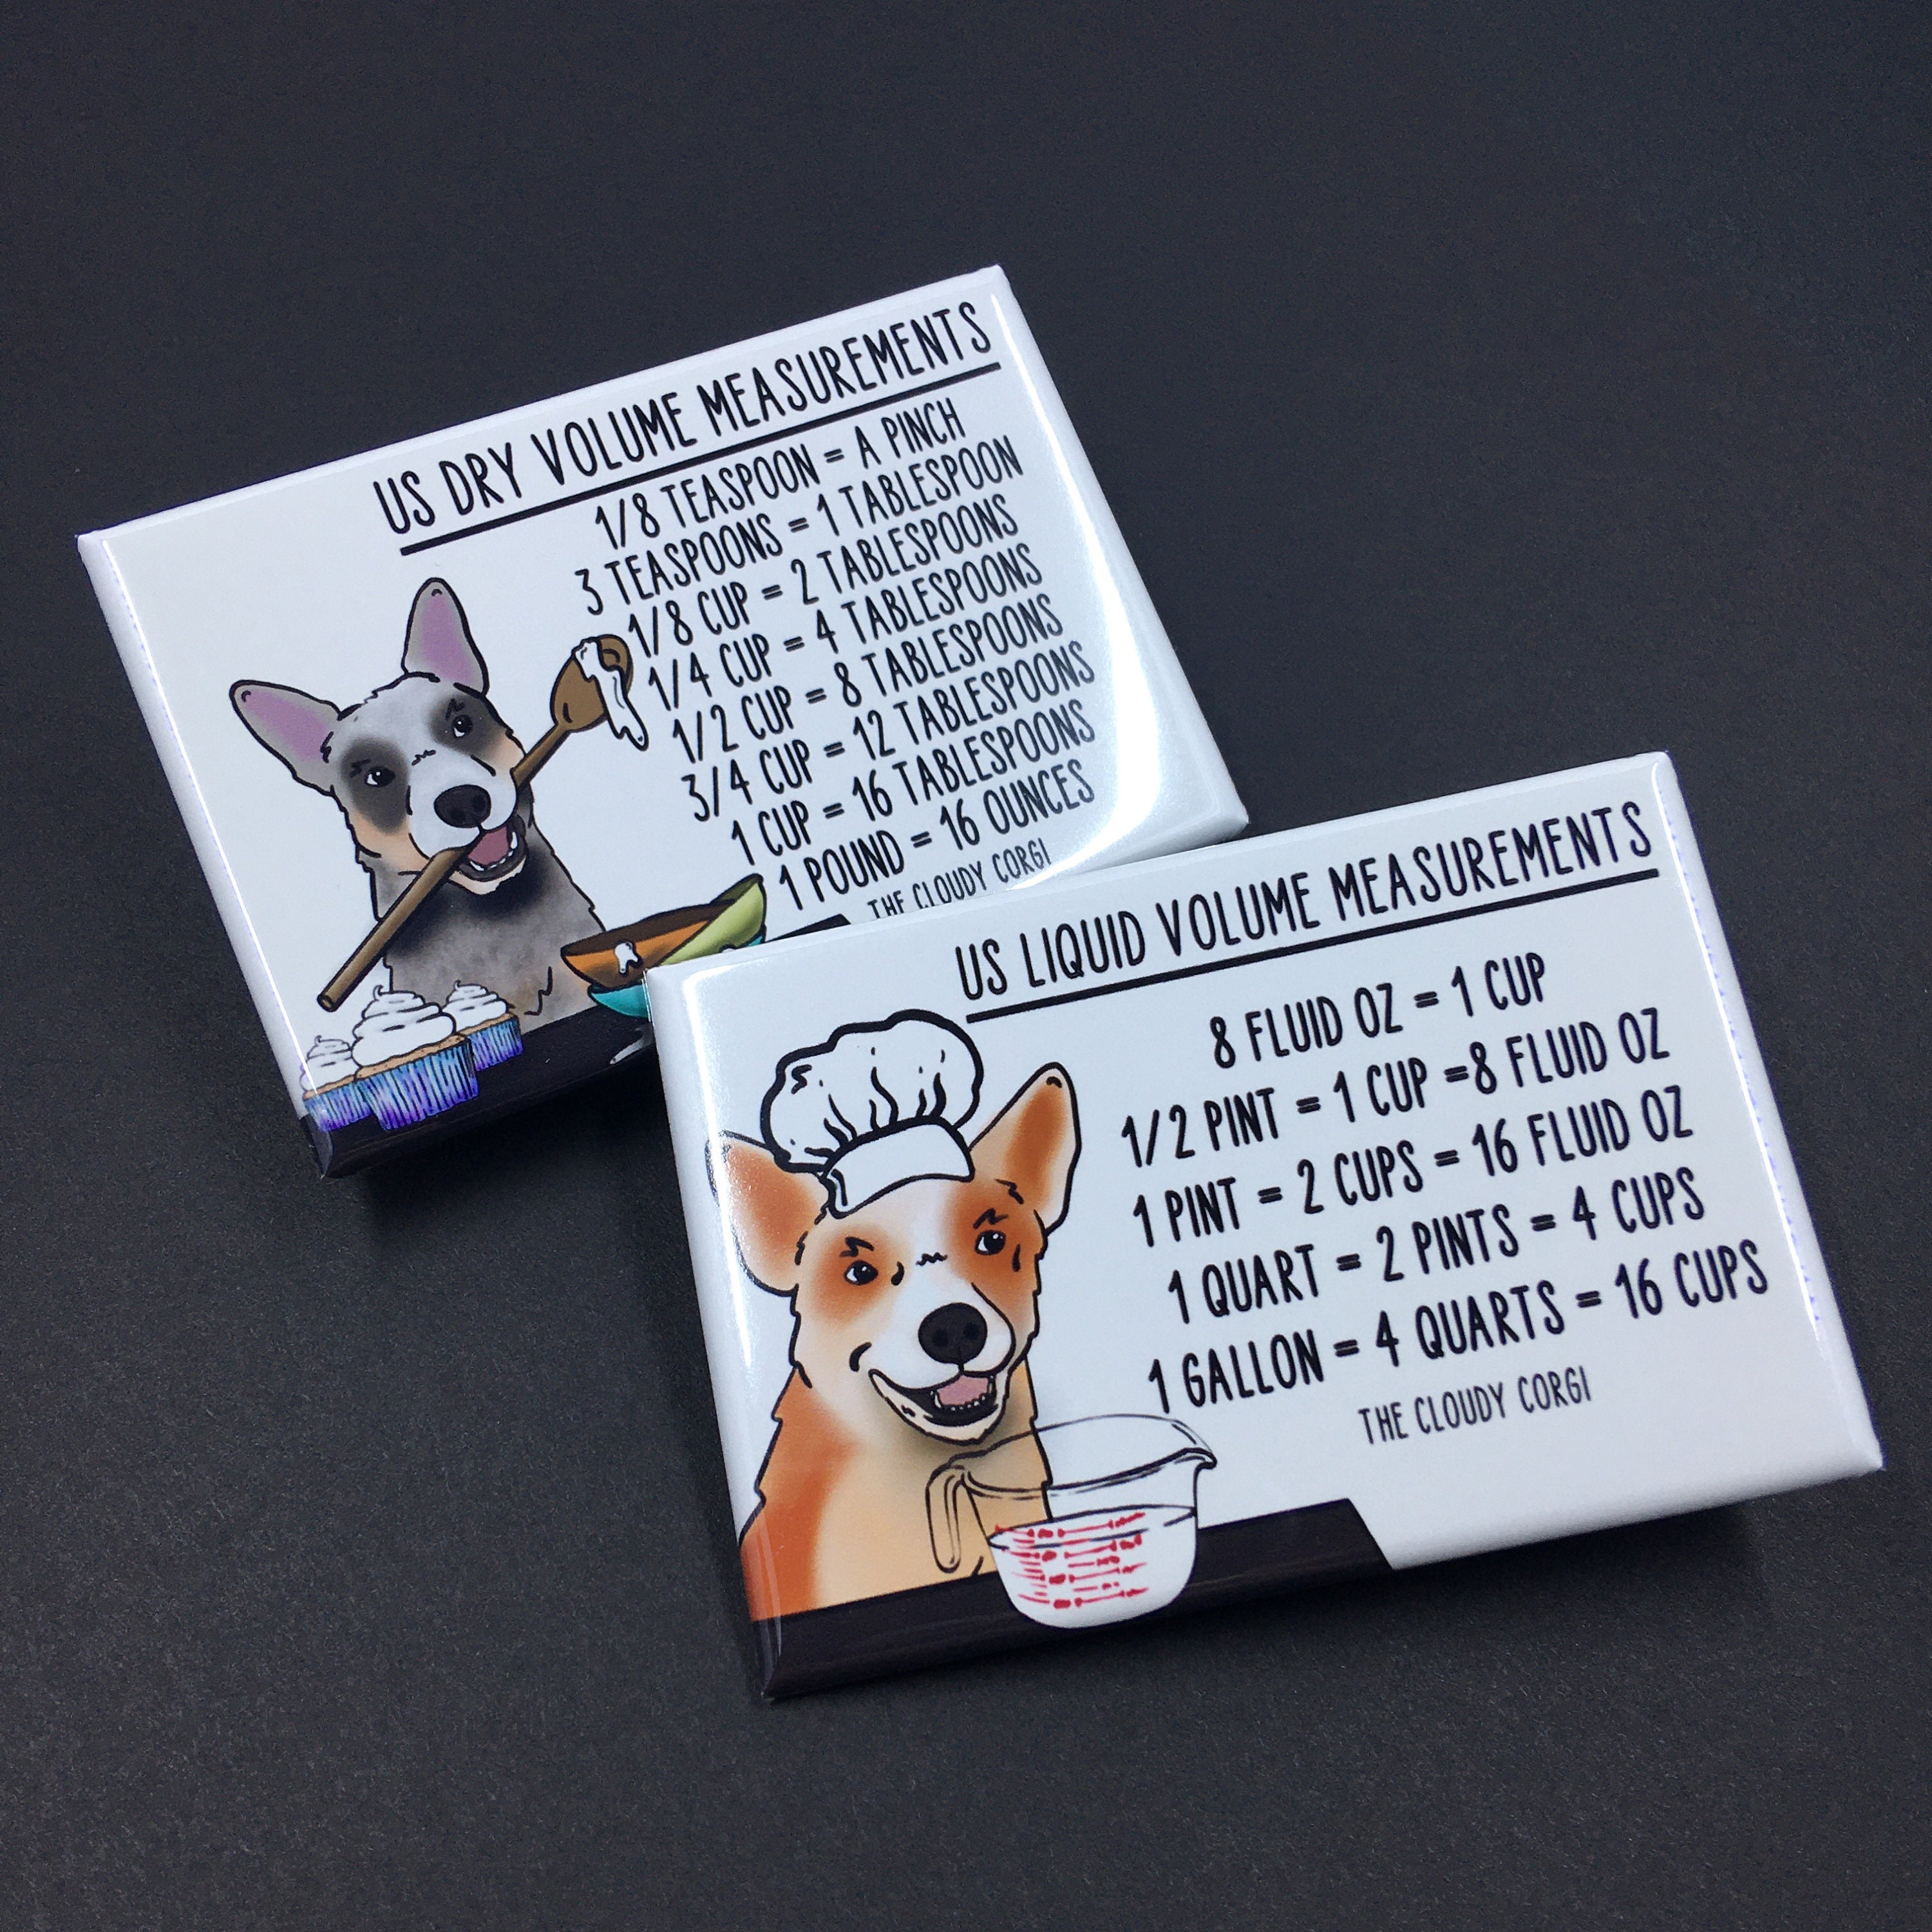 US DRY VOLUME MEASUREMENTS
1/8 TEASPOON = A PINCH
3 TEASPOONS = 1 TABLESPOON
1/8 CUP = 2 TABLESPOONS
1/4 CUP = 4 TABLESPOONS
1/2 CUP = 8 TABLESPOONS
3/4 CUP = 12 TABLESPOONS
1 CUP = 16 TABLESPOONS
1 POUND = 16 OUNCES
THE CLOUDY CORGI
US LIQUID VOLUME MEASUREMENTS
8 FLUID OZ = 1 CUP
1/2 PINT = 1 CUP =8 FLUID OZ
1 PINT = 2 CUPS = 16 FLUID OZ
1 QUART = 2 PINTS = 4 CUPS
1 GALLON = 4 QUARTS = 16 CUPS
THE CLOUDY CORGI